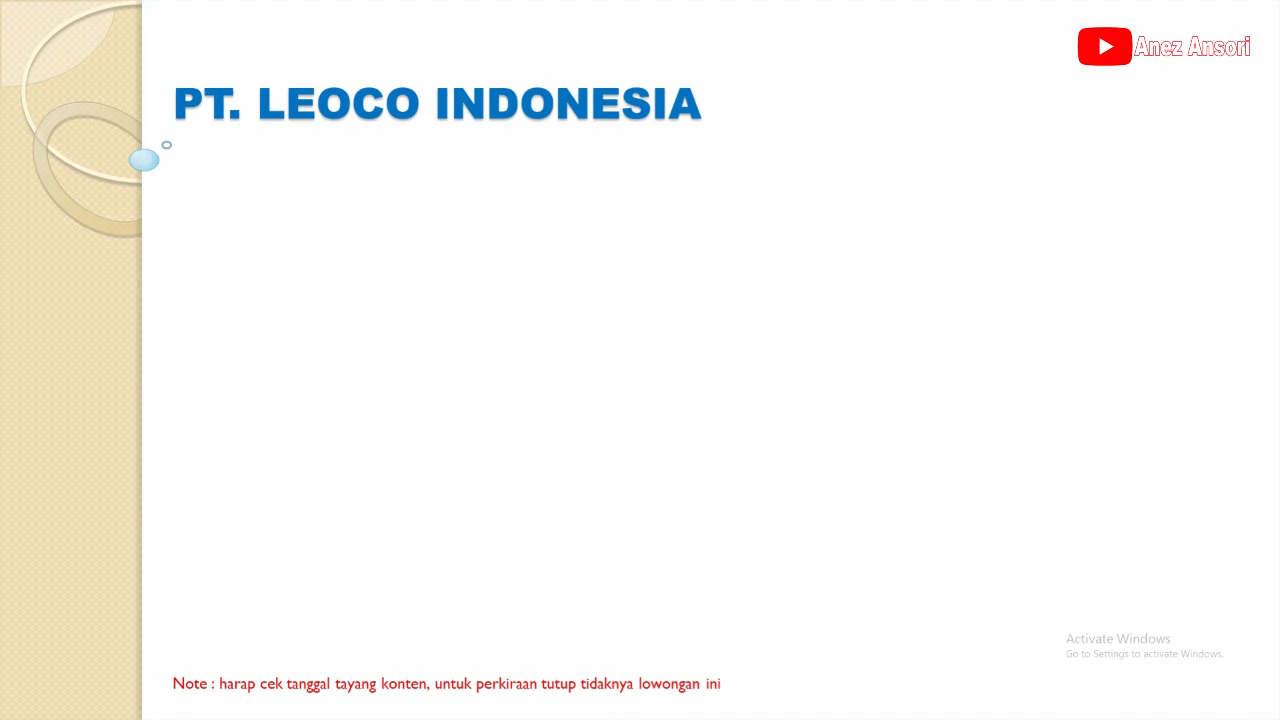 Anez Ansori
PT. LEOCO INDONESIA
Activate Windows
Go to Settings to activate Windows.
Note : harap cek tanggal tayang konten, untuk perkiraan tutup tidaknya lowongan ini